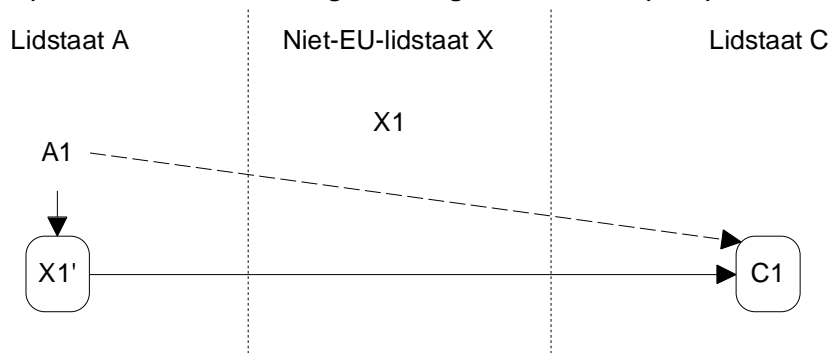 Lidstaat A Niet-EU-lidstaat X Lidstaat C
X1
A1
X1' C1